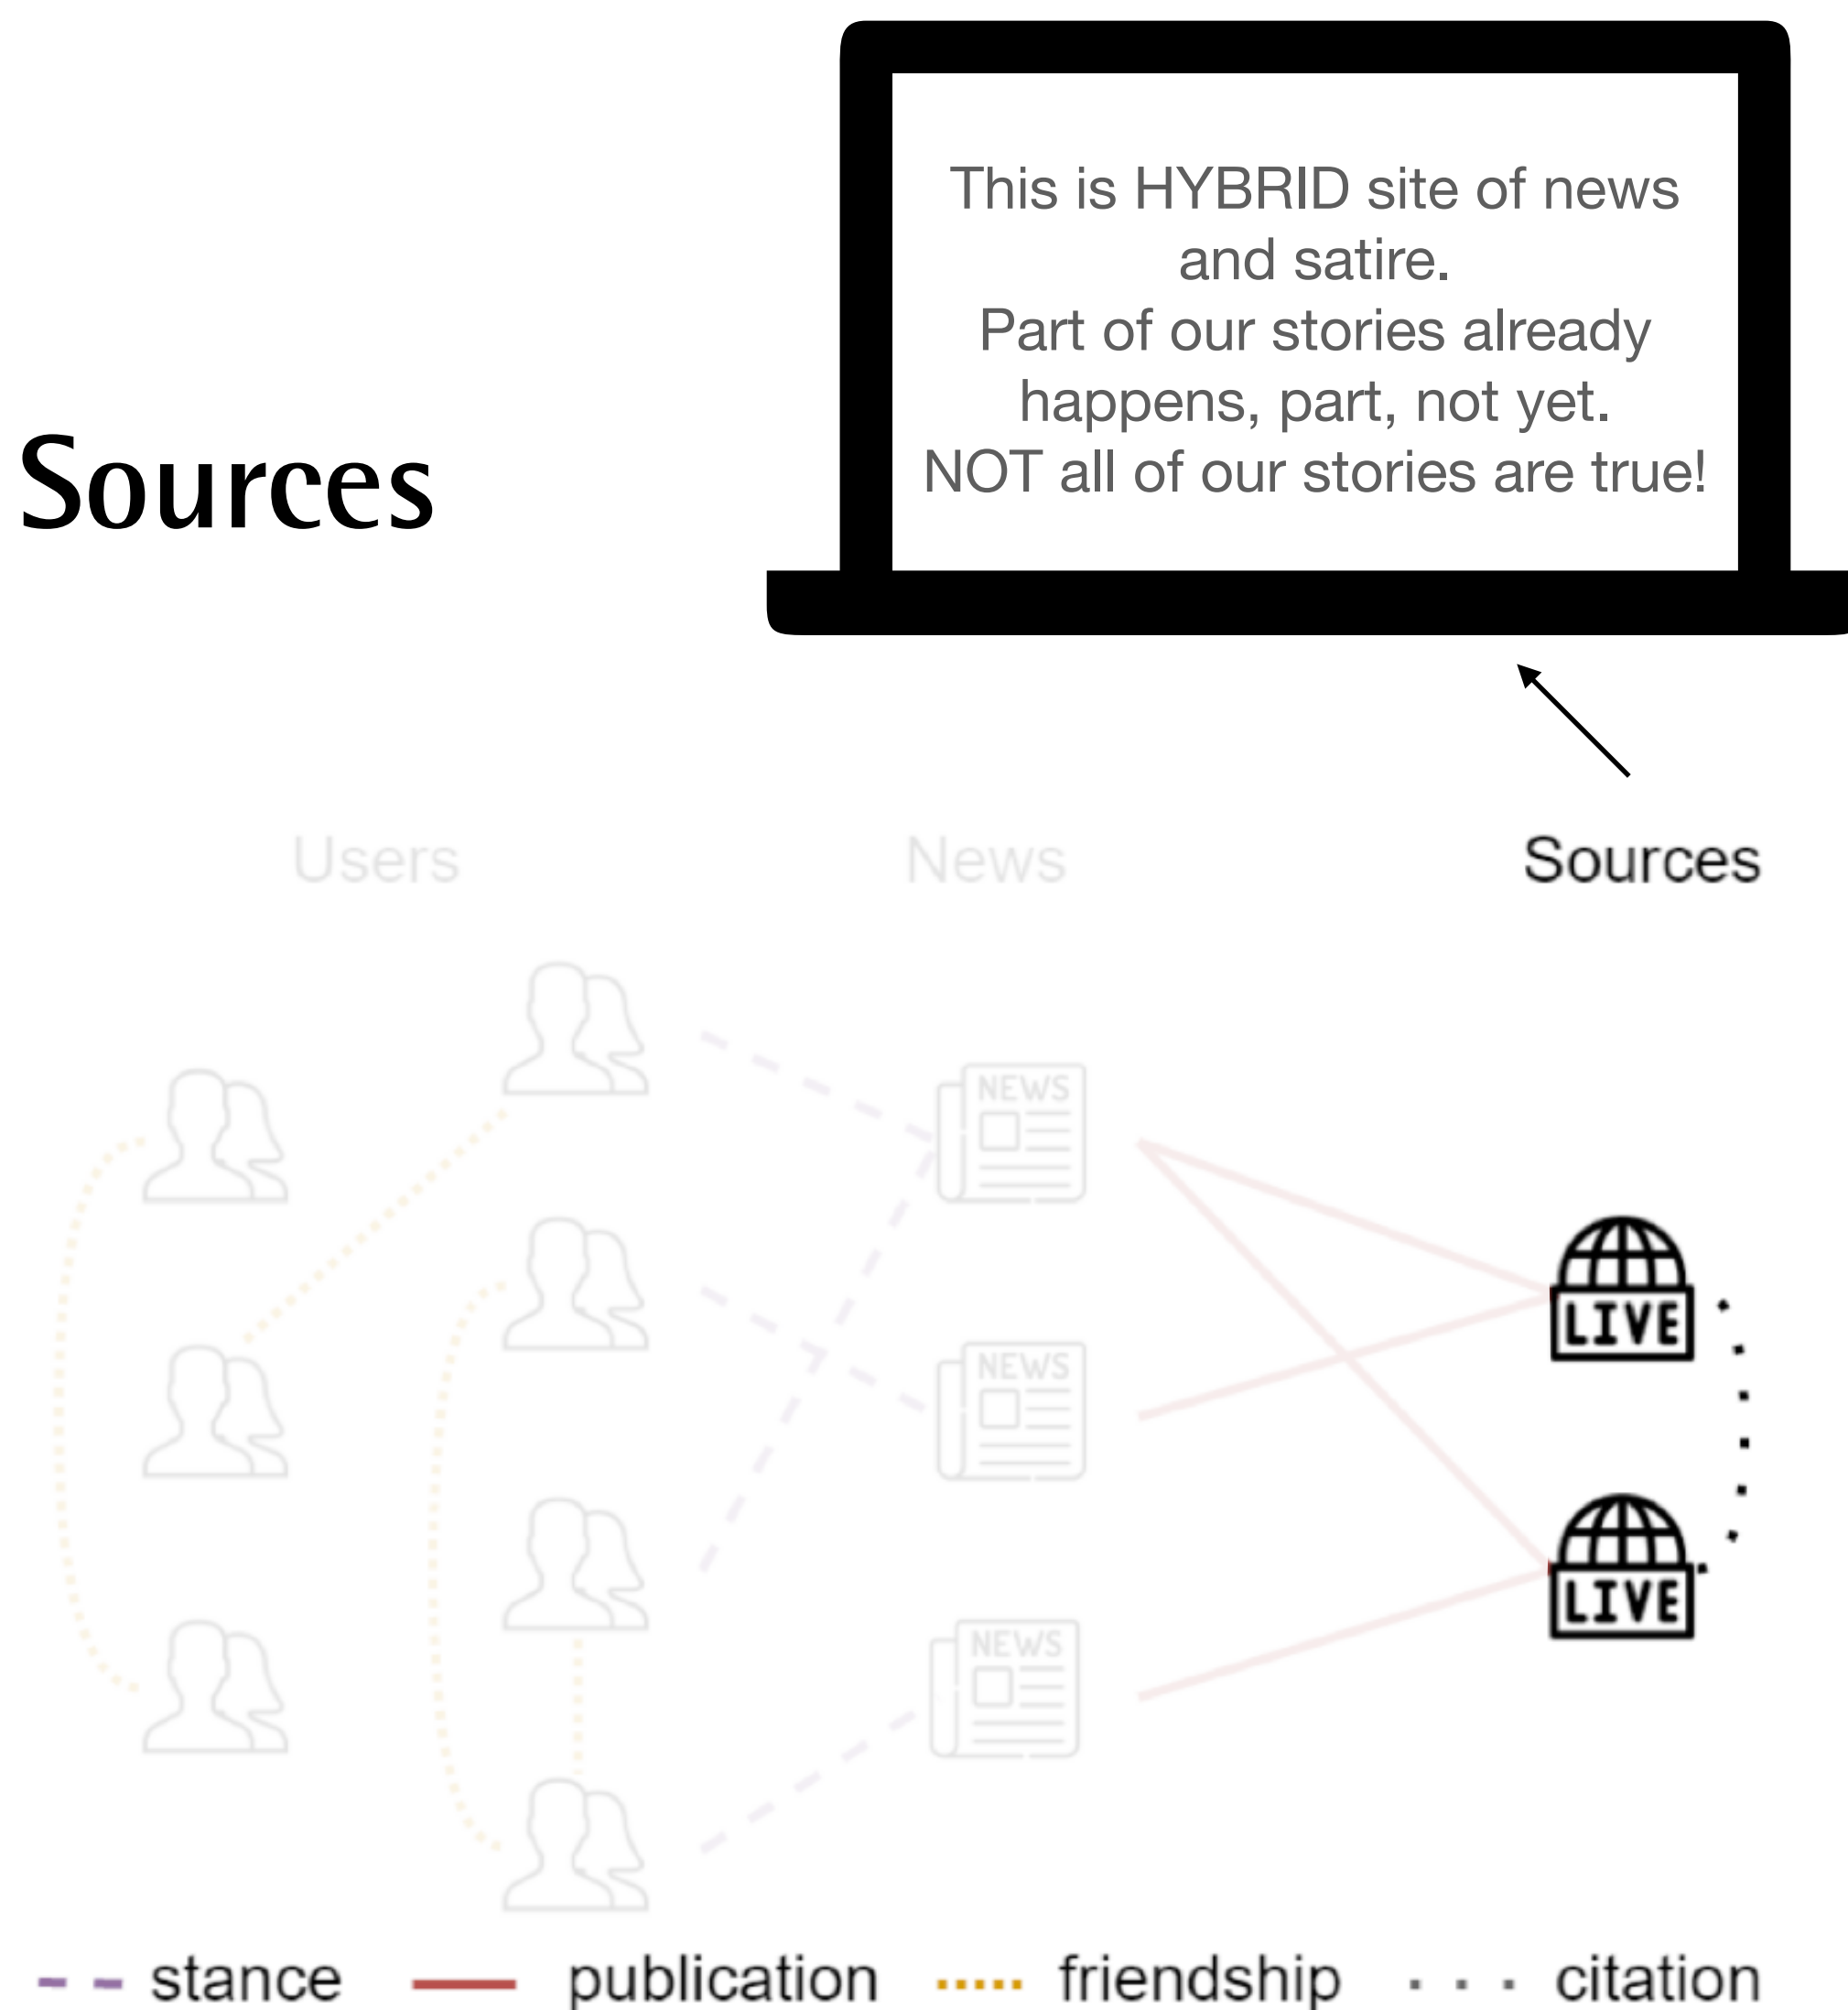 Sources
This is HYBRID site of news
and satire.
Part of our stories already
happens, part, not yet.
NOT all of our stories are true!
Users
News
Sources
NEWS
NEWS
NEWS
LIVE
LIVE
stance
publication
friendship
citation